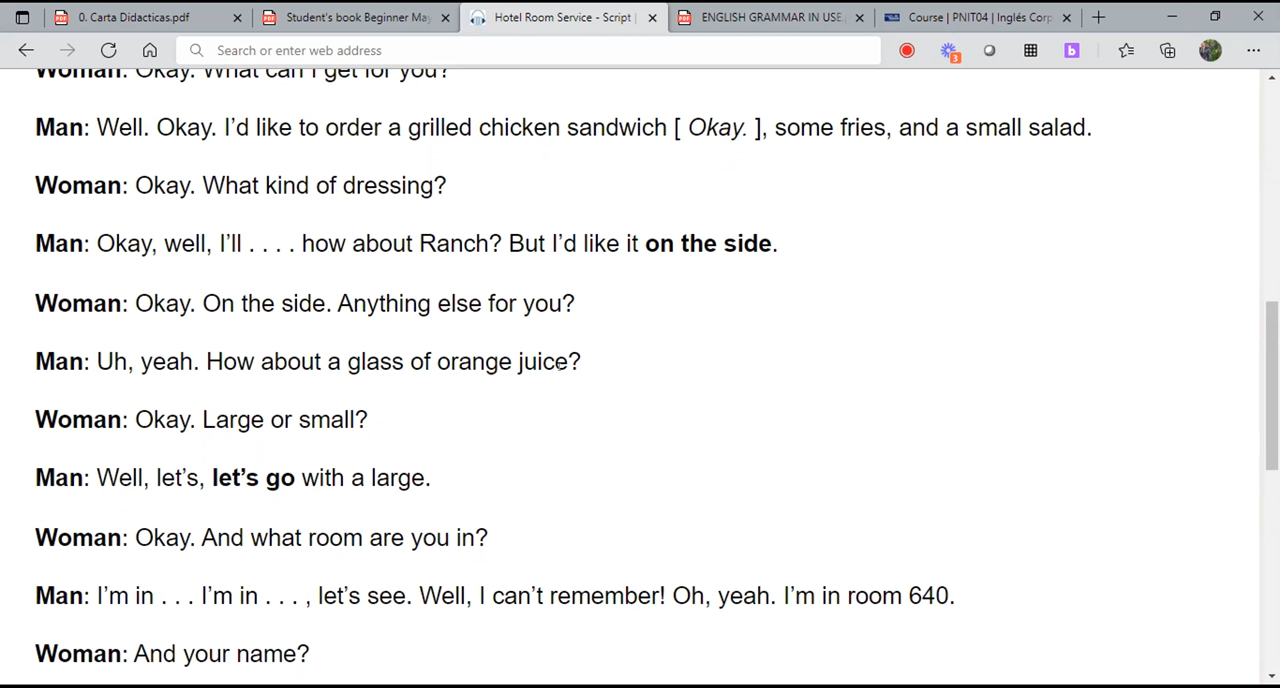 0. Carta Didacticas.pdf
Student's book Beginner Ma
Hotel Room Service - Script
ENGLISH GRAMMAR IN USE
Course | PNIT04 | Inglés Corp
Search or enter web address
3
b
Woman: Okay. What can I get for you?
Man: Well. Okay. I’d like to order a grilled chicken sandwich [ Okay. ], some fries, and a small salad.
Woman: Okay. What kind of dressing?
Man: Okay, well, I’ll . . . . how about Ranch? But I’d like it on the side.
Woman: Okay. On the side. Anything else for you?
Man: Uh, yeah. How about a glass of orange juice?
Woman: Okay. Large or small?
Man: Well, let’s, let’s go with a large.
Woman: Okay. And what room are you in?
Man: I’m in . . . I’m in . . . , let’s see. Well, I can’t remember! Oh, yeah. I’m in room 640.
Woman: And your name?